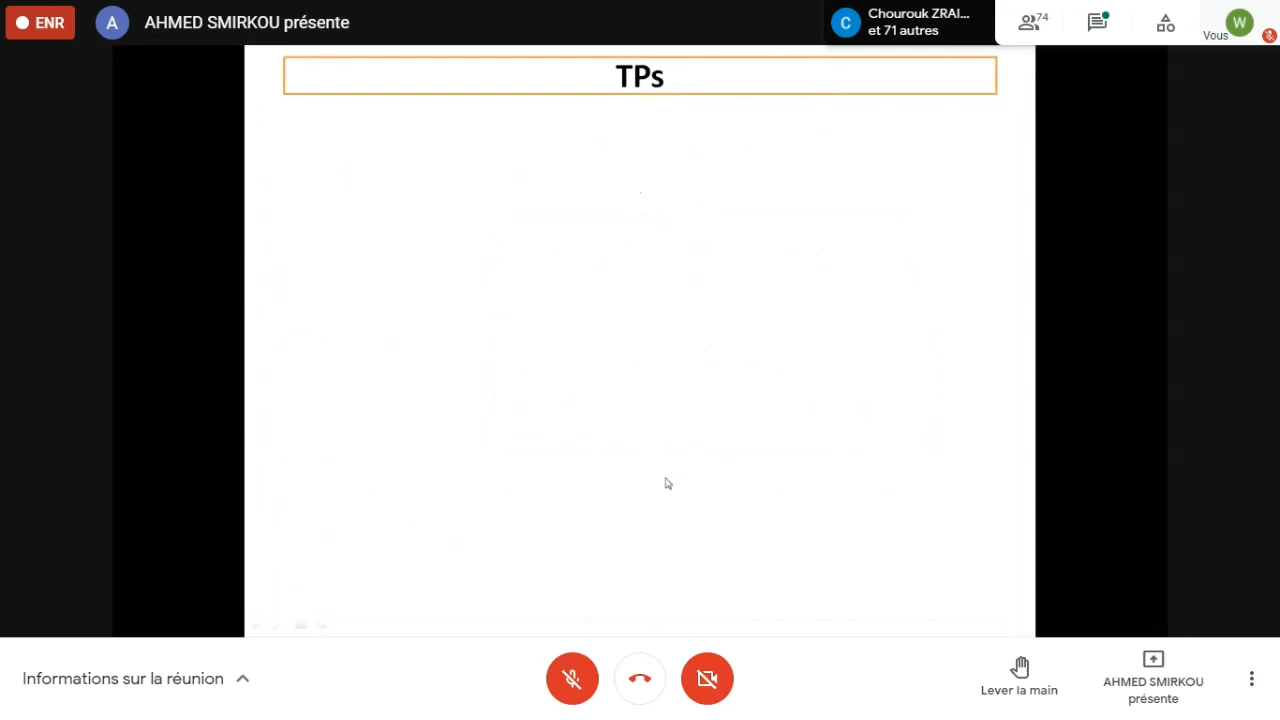 ENR
A
AHMED SMIRKOU présente
C
Chourouk ZRAI...
et 71 autres
74
Vous
W
TPs
Informations sur la réunion
Lever la main
AHMED SMIRKOU
présente